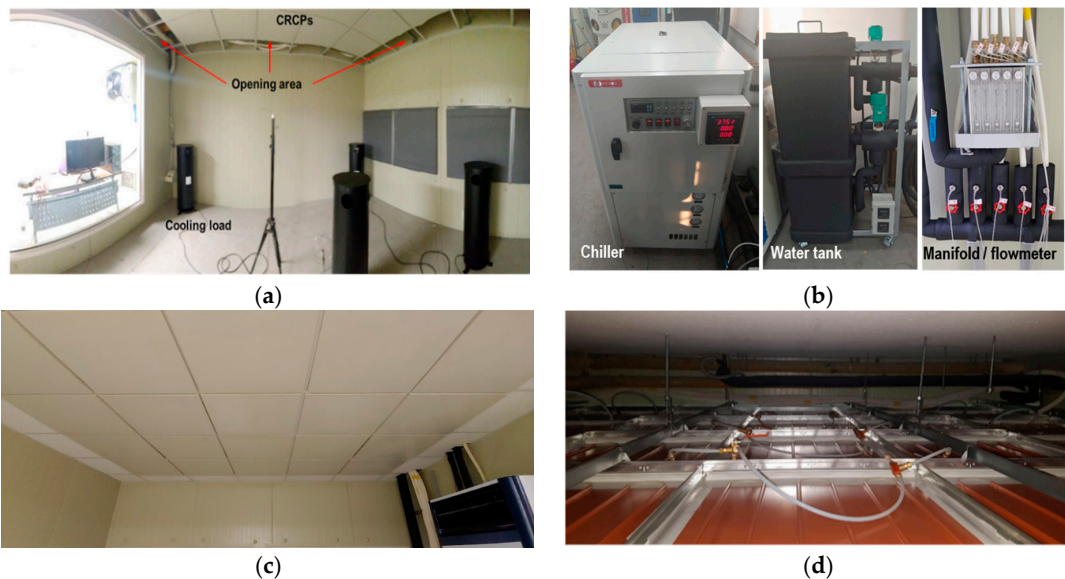 CRCPs
Opening area
Cooling load
(a)
Chiller
Water tank
Manifold / flowmeter
(b)
(c)
(d)